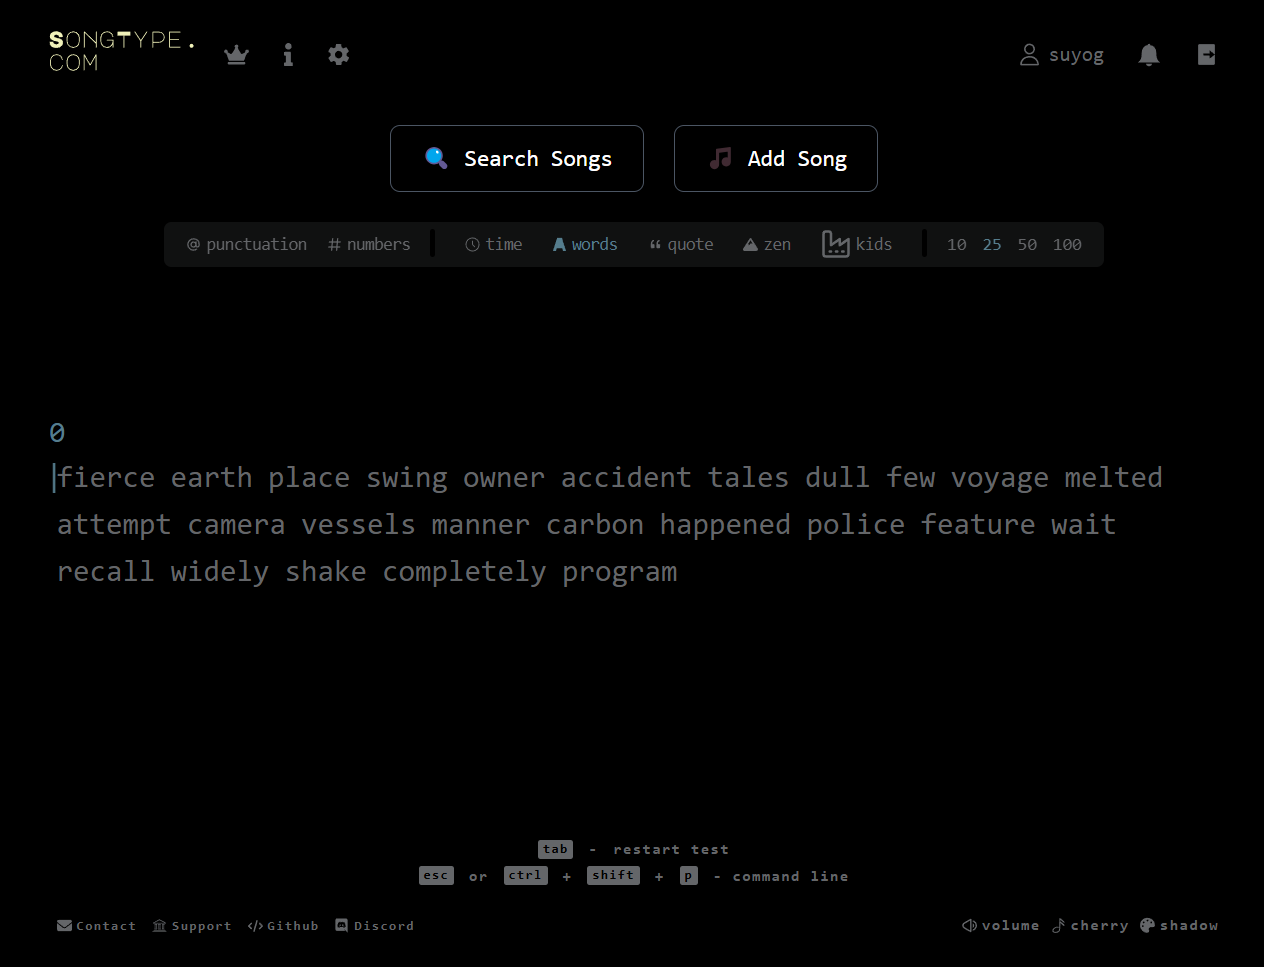 SONGTYPE.
COM
suyog
Search Songs
Add Song
@ punctuation # numbers time words quote zen kids 10 25 50 100
0
fierce earth place swing owner accident tales dull few voyage melted
attempt camera vessels manner carbon happened police feature wait
recall widely shake completely program
tab - restart test
esc or ctrl + shift + p - command line
Contact Support Github Discord volume cherry shadow